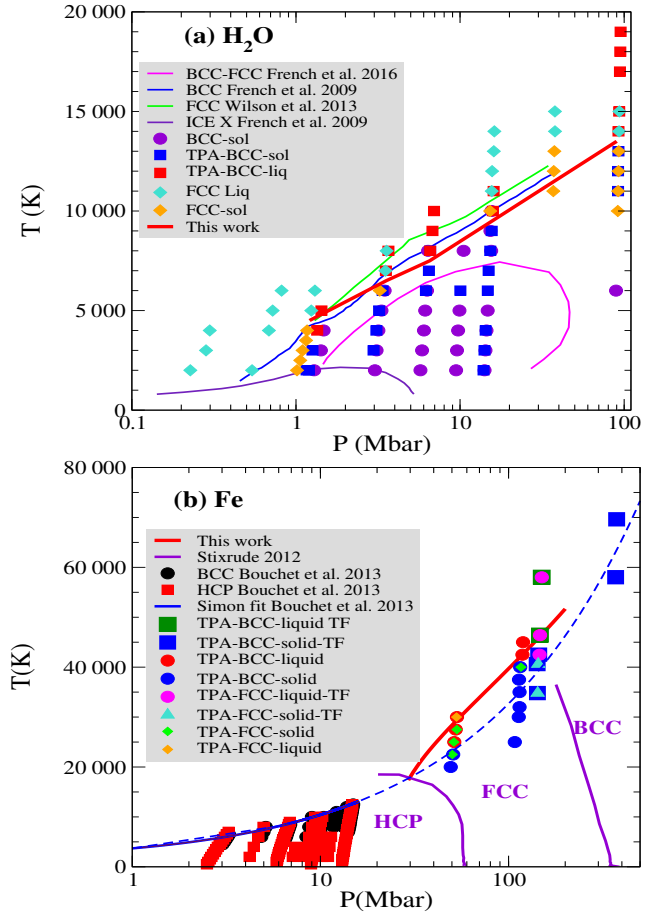 (a) H2O
BCC-FCC French et al. 2016
BCC French et al. 2009
FCC Wilson et al. 2013
ICE X French et al. 2009
BCC-sol
TPA-BCC-sol
TPA-BCC-liq
FCC Liq
FCC-sol
This work
20 000
15 000
10 000
5 000
0
T (K)
0.1 1 10 100
P (Mbar)
(b) Fe
This work
Stixrude 2012
BCC Bouchet et al. 2013
HCP Bouchet et al. 2013
Simon fit Bouchet et al. 2013
TPA-BCC-liquid TF
TPA-BCC-solid-TF
TPA-BCC-liquid
TPA-BCC-solid
TPA-FCC-liquid-TF
TPA-FCC-solid-TF
TPA-FCC-solid
TPA-FCC-liquid
80 000
60 000
40 000
20 000
0
T(K)
HCP
FCC
BCC
1 10 100
P(Mbar)